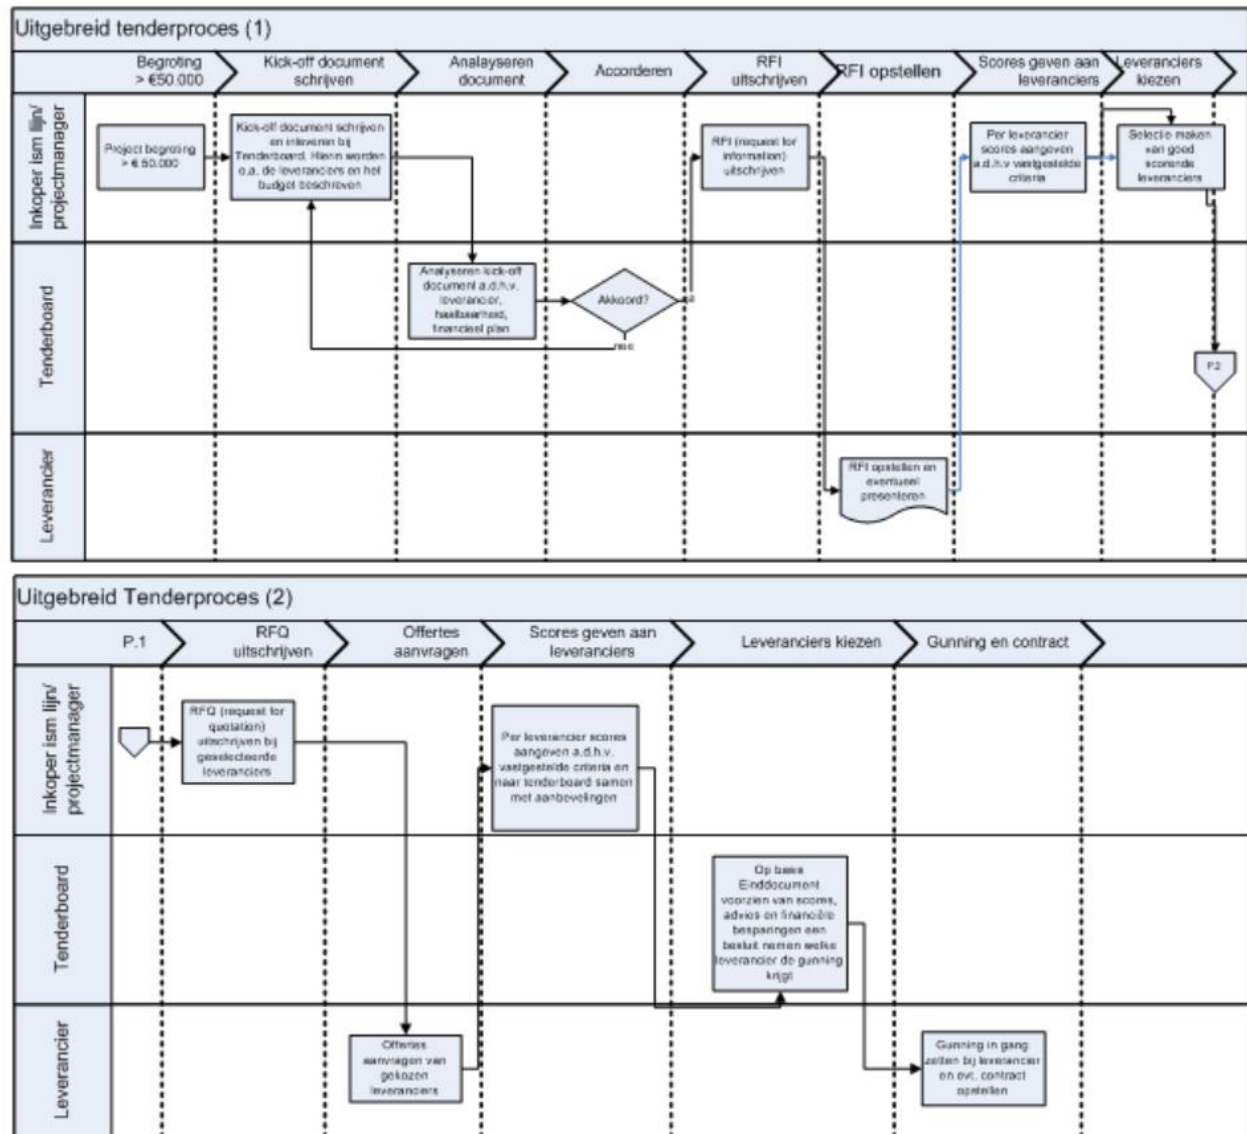 Uitgebreid tenderproces (1)
Begroting
> €50.000
Kick-off document
schrijven
Analayseren
document
Accorderen
RFI
uitschrijven
RFI opstellen
Scores geven aan
leveranciers
Leveranciers
kiezen
Inkoper ism lijn/
projectmanager
Project begroting
> € 50.000
Kick-off document schrijven
en inleveren bij
Tenderboard. Hierin worden
o.a. de leveranciers en het
budget beschreven
RFI (request for
information)
uitschrijven
Per leverancier
scores aangeven
a.d.h.v vastgestelde
criteria
Selectie maken
van goed
scorende
leveranciers
Tenderboard
Analyseren kick-off
document a.d.h.v.
leverancier,
haalbaarheid,
financieel plan
Akkoord?
nee
P.2
Leverancier
RFI opstellen en
eventueel
presenteren
Uitgebreid Tenderproces (2)
P.1
RFQ
uitschrijven
Offertes
aanvragen
Scores geven aan
leveranciers
Leveranciers kiezen
Gunning en contract
Inkoper ism lijn/
projectmanager
RFQ (request for
quotation)
uitschrijven bij
geselecteerde
leveranciers
Per leverancier scores
aangeven a.d.h.v.
vastgestelde criteria en
naar tenderboard samen
met aanbevelingen
Tenderboard
Op basis
Einddocument
voorzien van scores,
advies en financiële
besparingen een
besluit nemen welke
leverancier de gunning
krijgt
Leverancier
Offertes
aanvragen van
gekozen
leveranciers
Gunning in gang
zetten bij leverancier
en evt. contract
opstellen